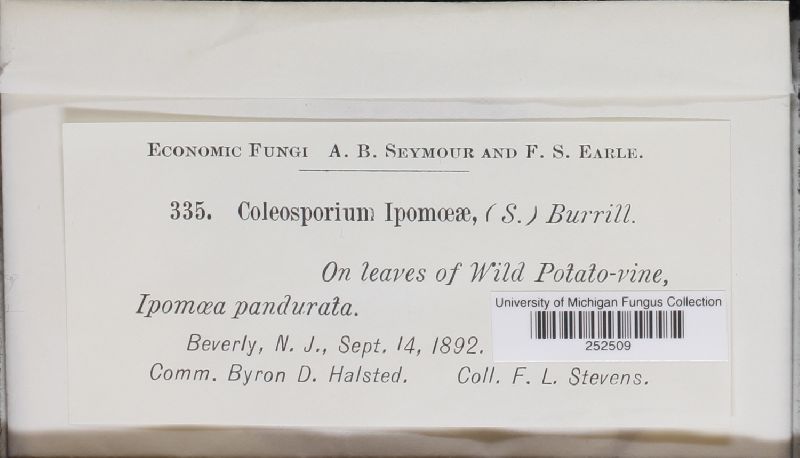 ECONOMIC FUNGI A. B. SEYMOUR AND F. S. EARLE.
335. Coleosporium Ipomœæ, (S.) Burrill.
On leaves of Wild Potato-vine,
Ipomœa pandurata.
University of Michigan Fungus Collection
252509
Beverly, N. J., Sept. 14, 1892.
Comm. Byron D. Halsted. Coll. F. L. Stevens.